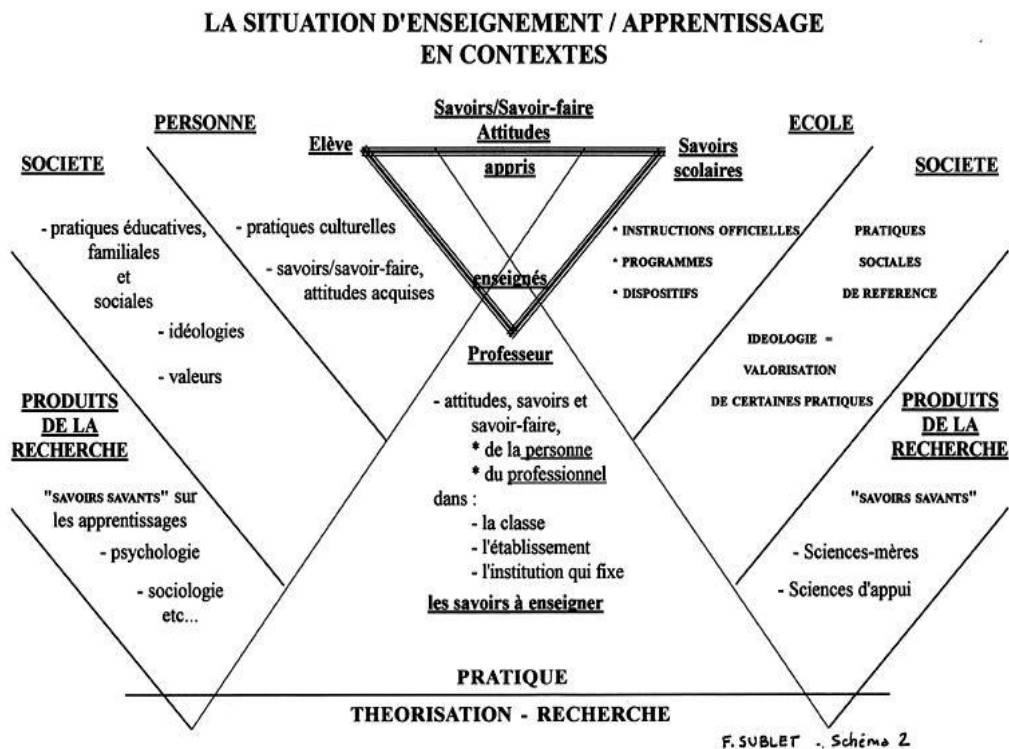 LA SITUATION D'ENSEIGNEMENT / APPRENTISSAGE
EN CONTEXTES
Savoirs/Savoir-faire
Attitudes
appris
PERSONNE
ECOLE
Elève
Savoirs
scolaires
SOCIETE
SOCIETE
- pratiques éducatives,
familiales
et
sociales
- idéologies
- valeurs
- pratiques culturelles
- savoirs/savoir-faire,
attitudes acquises
enseignés
* INSTRUCTIONS OFFICIELLES
* PROGRAMMES
* DISPOSITIFS
PRATIQUES
SOCIALES
DE REFERENCE
IDEOLOGIE =
VALORISATION
DE CERTAINES PRATIQUES
Professeur
- attitudes, savoirs et
savoir-faire,
* de la personne
* du professionnel
dans :
- la classe
- l'établissement
- l'institution qui fixe
les savoirs à enseigner
PRODUITS
DE LA
RECHERCHE
"SAVOIRS SAVANTS" sur
les apprentissages
- psychologie
- sociologie
etc...
PRODUITS
DE LA
RECHERCHE
"SAVOIRS SAVANTS"
- Sciences-mères
- Sciences d'appui
PRATIQUE
THEORISATION - RECHERCHE
F. SUBLET - Schéma 2